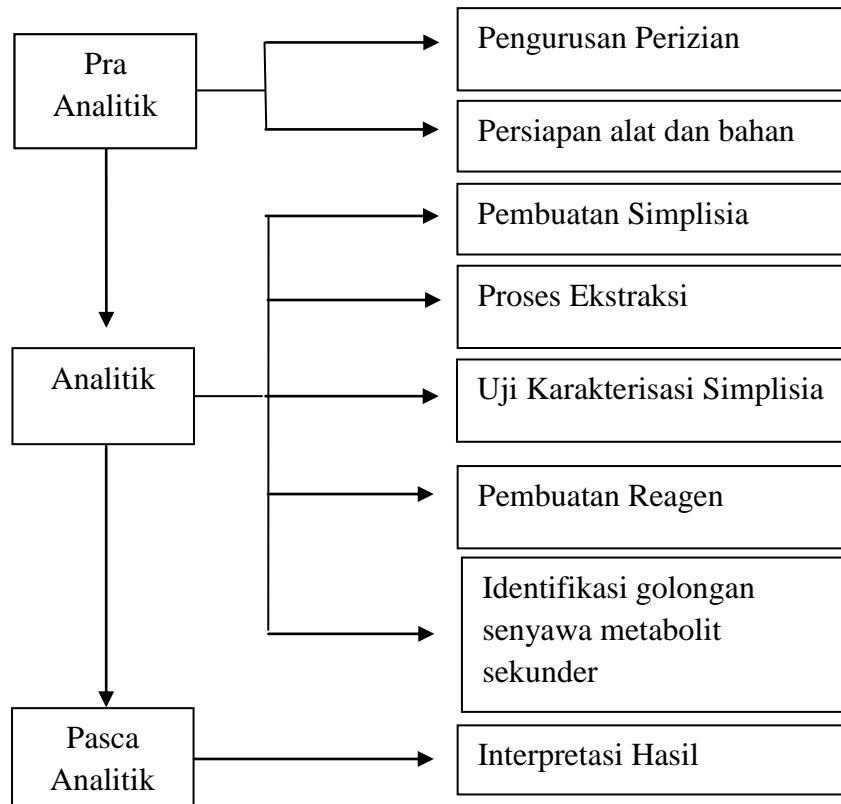 Pra
Analitik
Pengurusan Perizian
Persiapan alat dan bahan
Pembuatan Simplisia
Proses Ekstraksi
Analitik
Uji Karakterisasi Simplisia
Pembuatan Reagen
Identifikasi golongan
senyawa metabolit
sekunder
Pasca
Analitik
Interpretasi Hasil